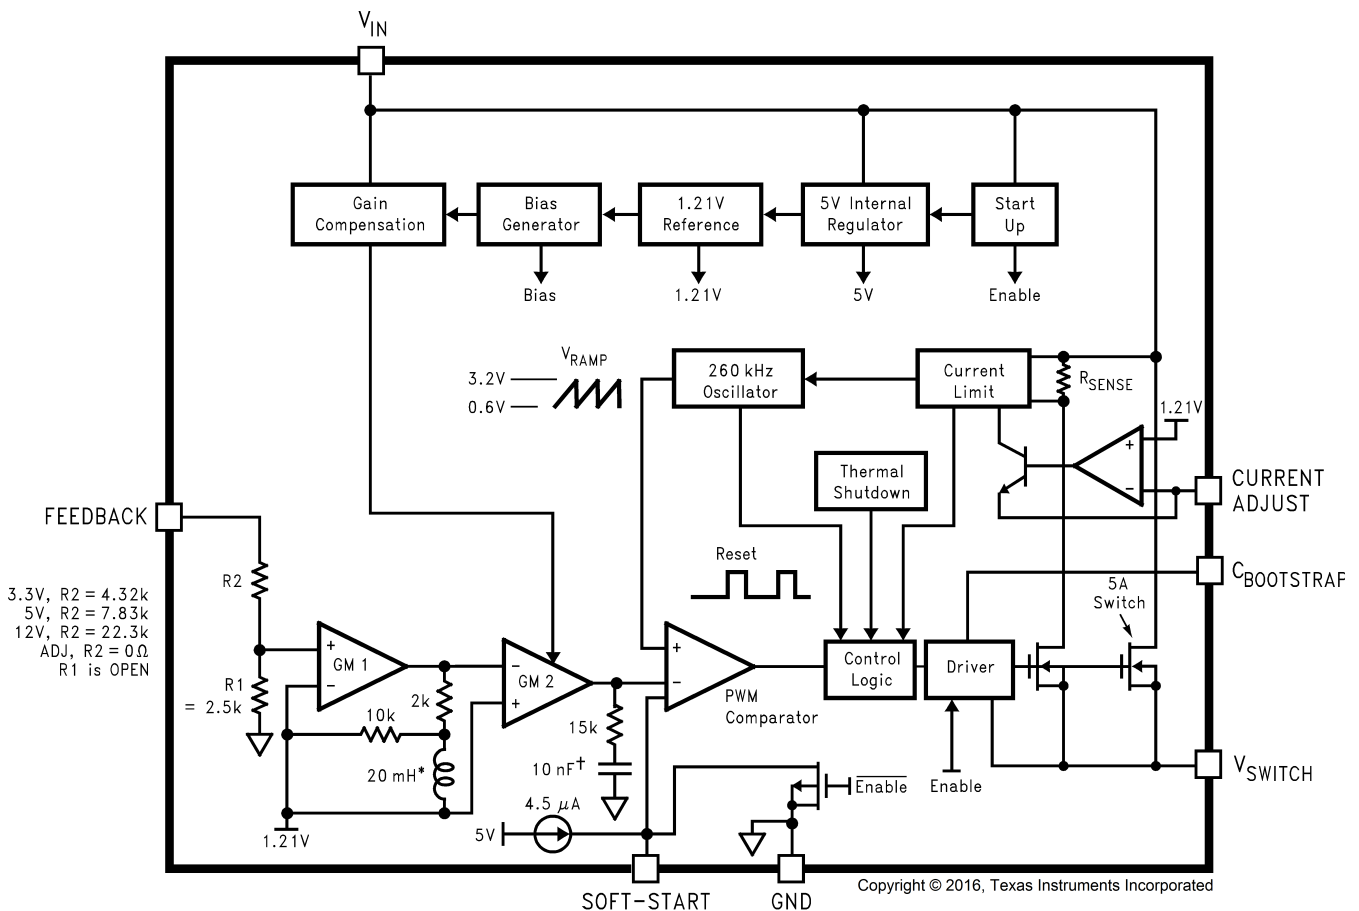 VIN
Gain
Compensation
Bias
Generator
1.21V
Reference
5V Internal
Regulator
Start
Up
Bias
1.21V
5V
Enable
VRAMP
3.2V
0.6V
260 kHz
Oscillator
Current
Limit
RSENSE
1.21V
+
−
CURRENT
ADJUST
Thermal
Shutdown
FEEDBACK
Reset
CBOOTSTRAP
5A
Switch
R2
3.3V, R2 = 4.32k
5V, R2 = 7.83k
12V, R2 = 22.3k
ADJ, R2 = 0Ω
R1 is OPEN
R1
= 2.5k
+
GM 1
−
−
GM 2
+
+
−
PWM
Comparator
Control
Logic
Driver
2k
10k
20 mH*
15k
10 nF†
4.5 µA
5V
1.21V
Enable
Enable
VSWITCH
SOFT-START
GND
Copyright © 2016, Texas Instruments Incorporated